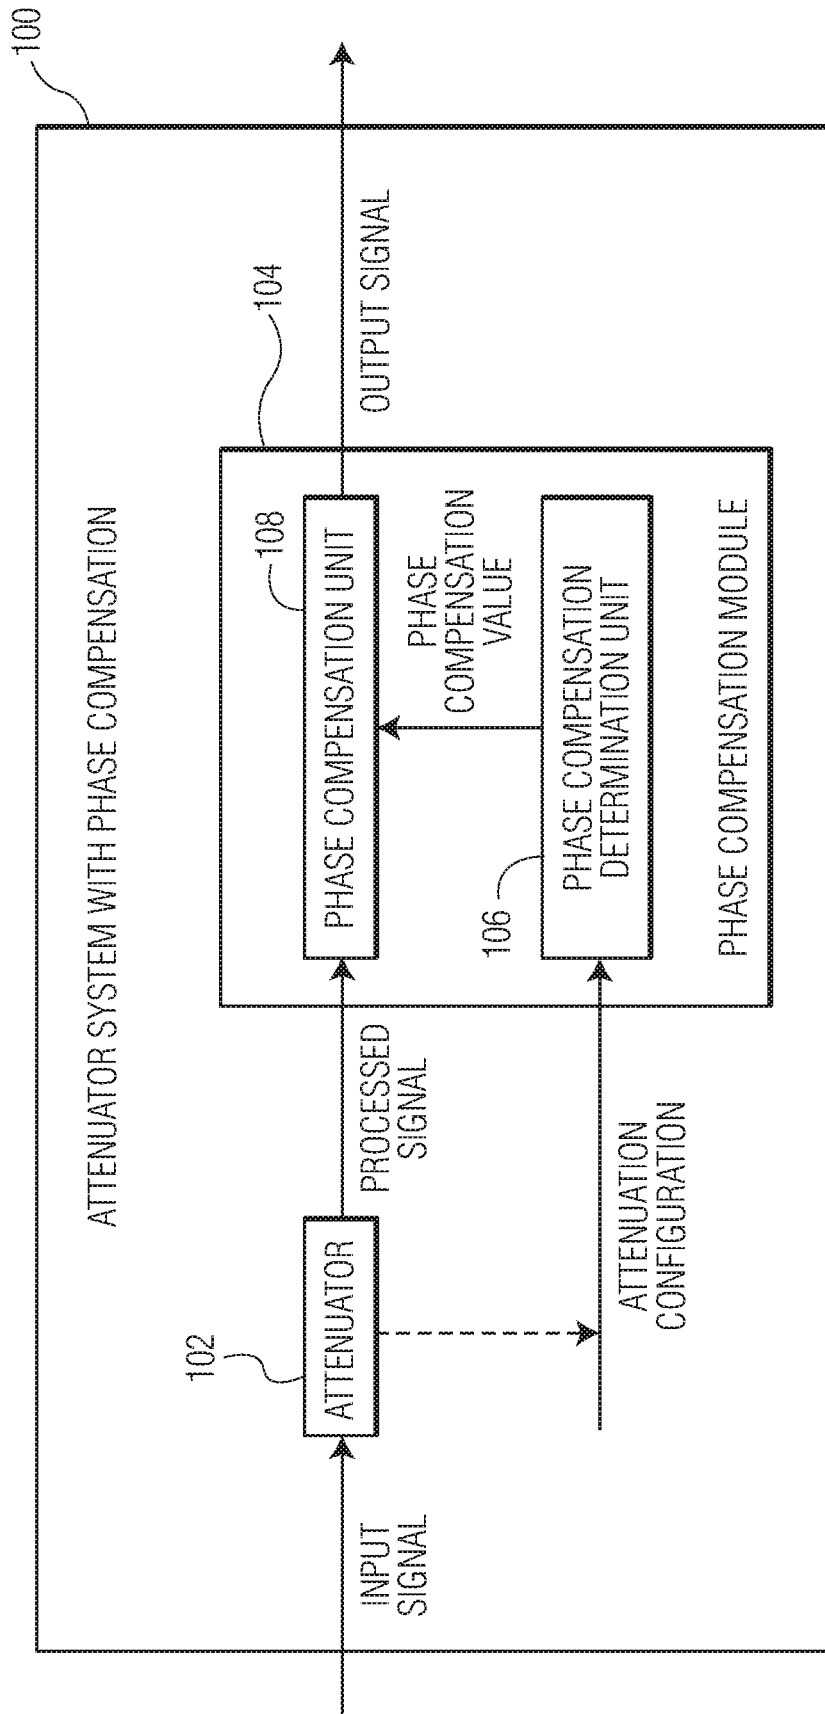 100
ATTENUATOR SYSTEM WITH PHASE COMPENSATION
104
108
102
ATTENUATOR
PHASE COMPENSATION UNIT
INPUT
SIGNAL
PROCESSED
SIGNAL
OUTPUT SIGNAL
PHASE
COMPENSATION
VALUE
106
PHASE COMPENSATION
DETERMINATION UNIT
ATTENUATION
CONFIGURATION
PHASE COMPENSATION MODULE